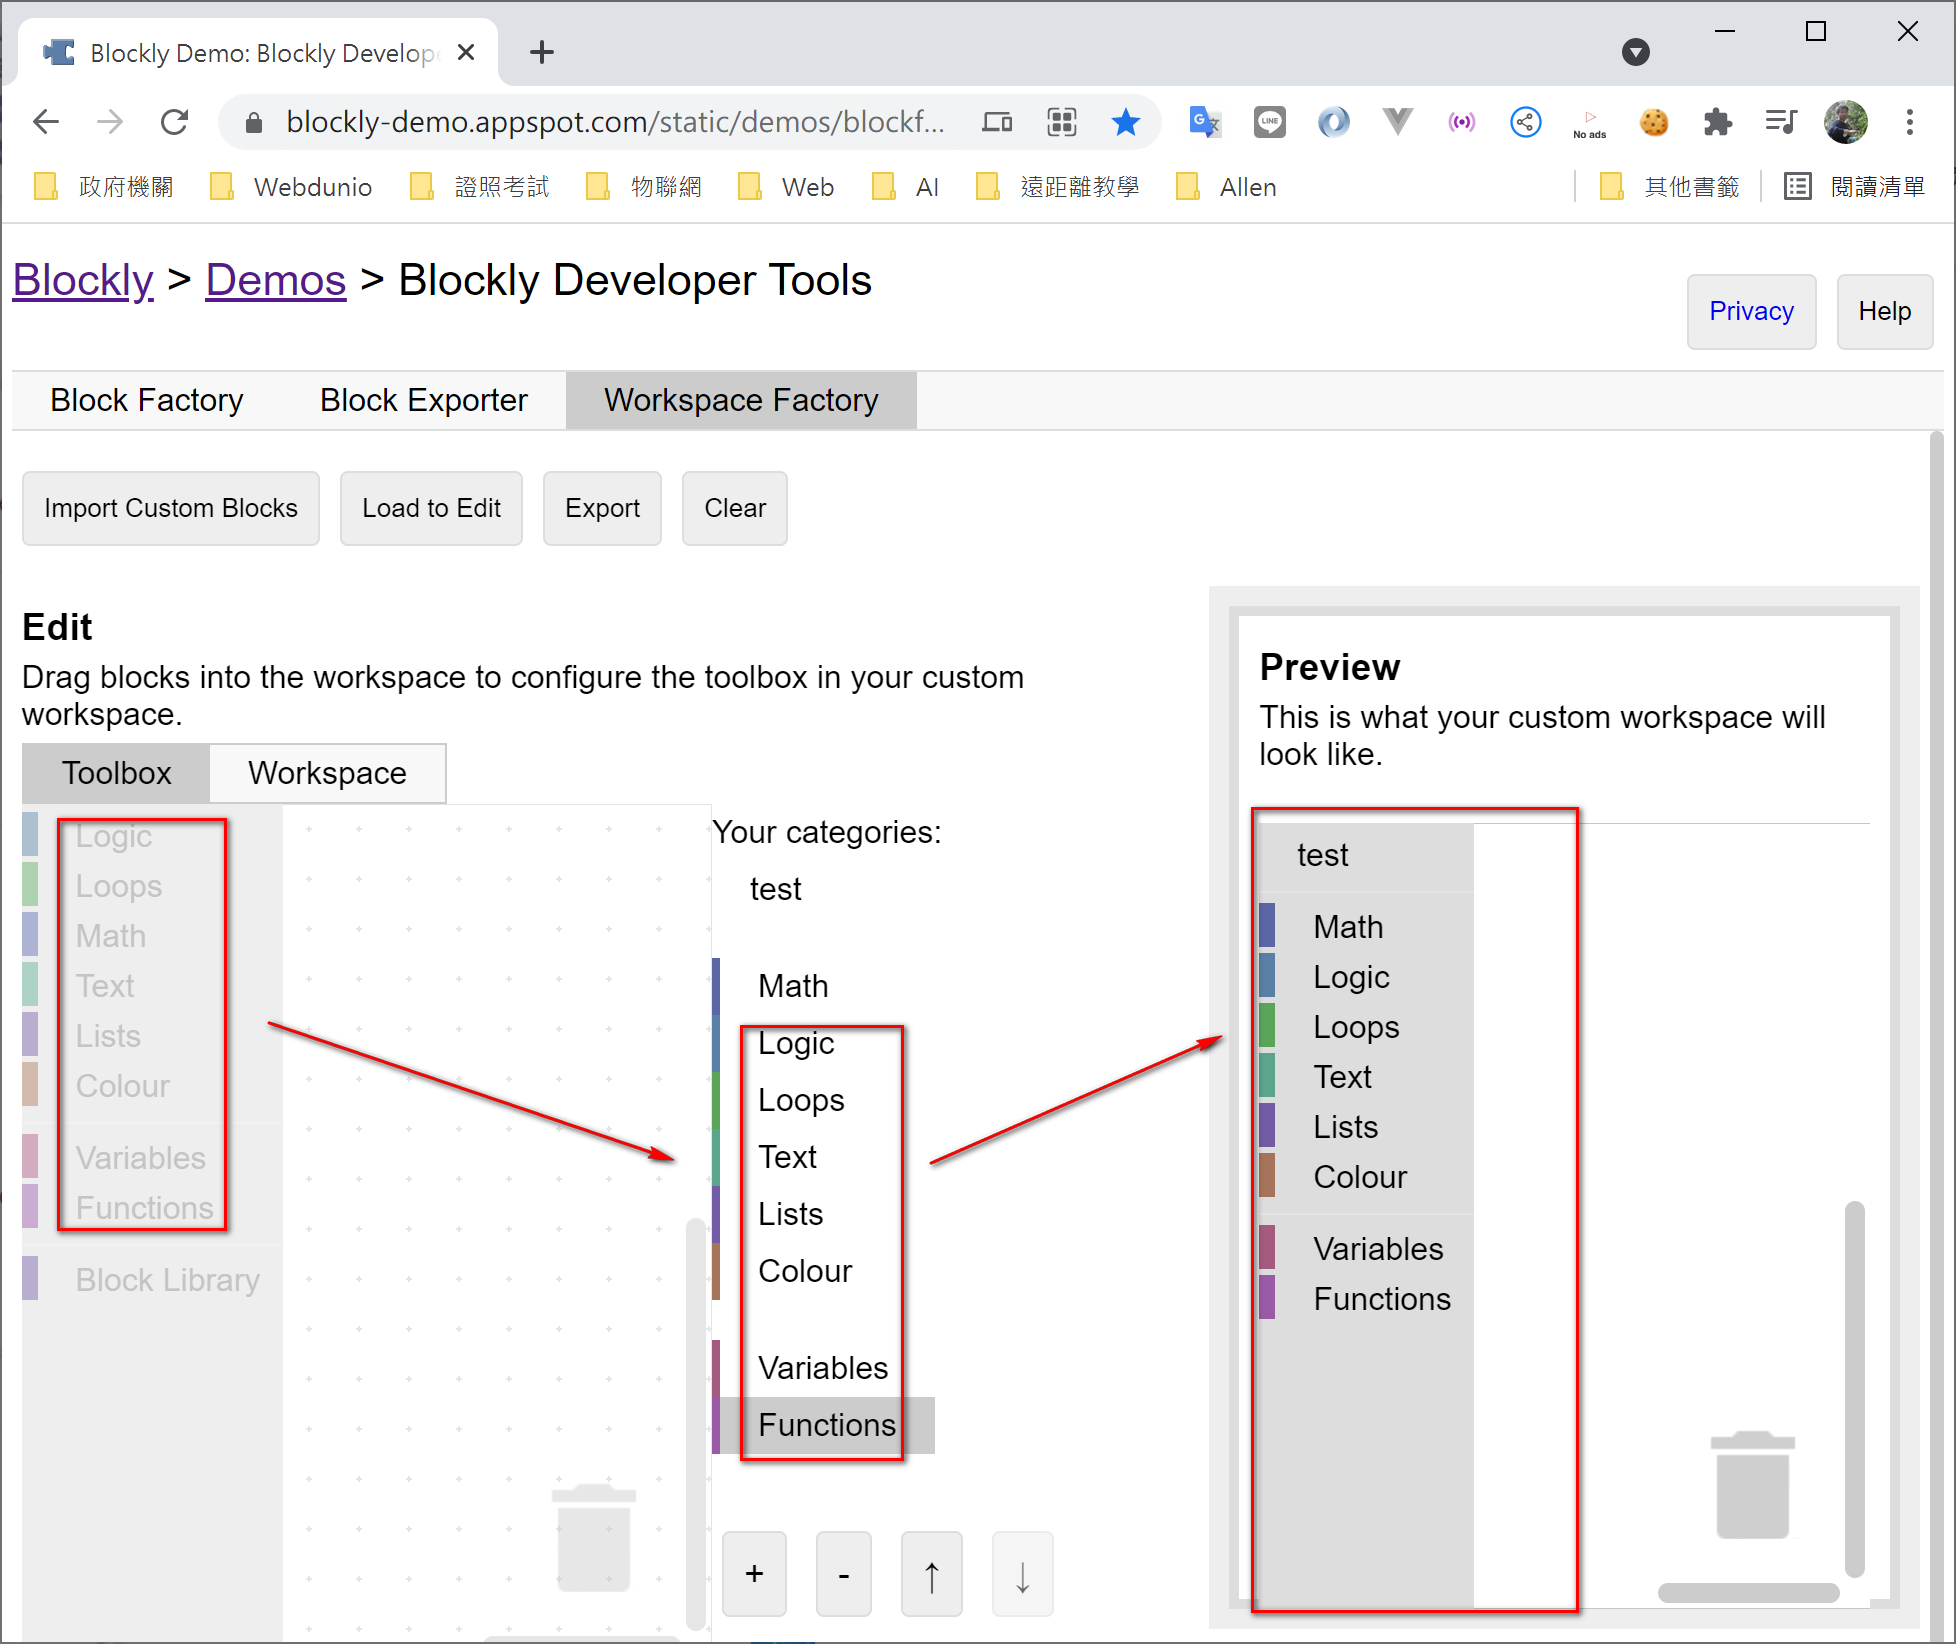 Blockly Demo: Blockly Develope
blockly-demo.appspot.com/static/demos/blockf...
LINE
No ads
政府機關 Webdunio 證照考試 物聯網 Web AI 遠距離教學 Allen 其他書籤 閱讀清單
Blockly > Demos > Blockly Developer Tools
Privacy Help
Block Factory Block Exporter Workspace Factory
Import Custom Blocks Load to Edit Export Clear
Edit
Drag blocks into the workspace to configure the toolbox in your custom
workspace.
Toolbox Workspace
Logic
Loops
Math
Text
Lists
Colour
Variables
Functions
Block Library
Your categories:
test
Math
Logic
Loops
Text
Lists
Colour
Variables
Functions
+ - ↑ ↓
Preview
This is what your custom workspace will
look like.
test
Math
Logic
Loops
Text
Lists
Colour
Variables
Functions